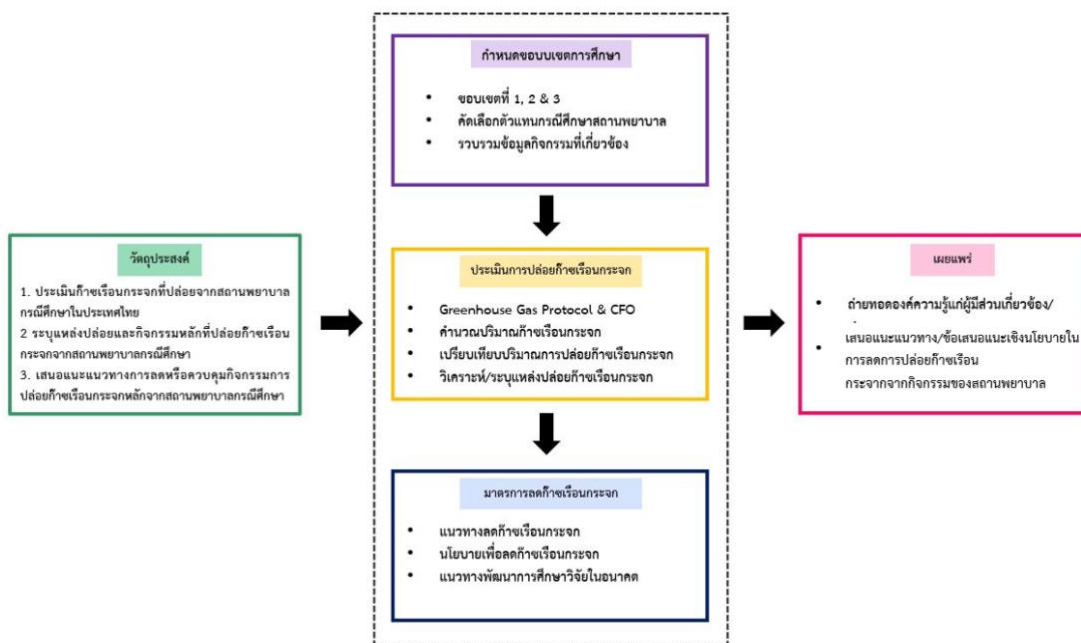 กำหนดขอบบเขตการศึกษา
• ขอบเขตที่ 1, 2 & 3
• คัดเลือกตัวแทนกรณีศึกษาสถานพยาบาล
• รวบรวมข้อมูลกิจกรรมที่เกี่ยวข้อง
วัตถุประสงค์
1. ประเมินก๊าซเรือนกระจกที่ปล่อยจากสถานพยาบาล
กรณีศึกษาในประเทศไทย
2 ระบุแหล่งปล่อยและกิจกรรมหลักที่ปล่อยก๊าซเรือน
กระจกจากสถานพยาบาลกรณีศึกษา
3. เสนอแนะแนวทางการลดหรือควบคุมกิจกรรมการ
ปล่อยก๊าซเรือนกระจกหลักจากสถานพยาบาลกรณีศึกษา
ประเมินการปล่อยก๊าซเรือนกระจก
• Greenhouse Gas Protocol & CFO
• คำนวณปริมาณก๊าซเรือนกระจก
• เปรียบเทียบปริมาณการปล่อยก๊าซเรือนกระจก
• วิเคราะห์/ระบุแหล่งปล่อยก๊าซเรือนกระจก
เผยแพร่
• ถ่ายทอดองค์ความรู้แก่ผู้มีส่วนเกี่ยวข้อง/
• เสนอแนะแนวทาง/ข้อเสนอแนะเชิงนโยบายใน
การลดการปล่อยก๊าซเรือน
กระจากจากกิจกรรมของสถานพยาบาล
มาตรการลดก๊าซเรือนกระจก
• แนวทางลดก๊าซเรือนกระจก
• นโยบายเพื่อลดก๊าซเรือนกระจก
• แนวทางพัฒนาการศึกษาวิจัยในอนาคต